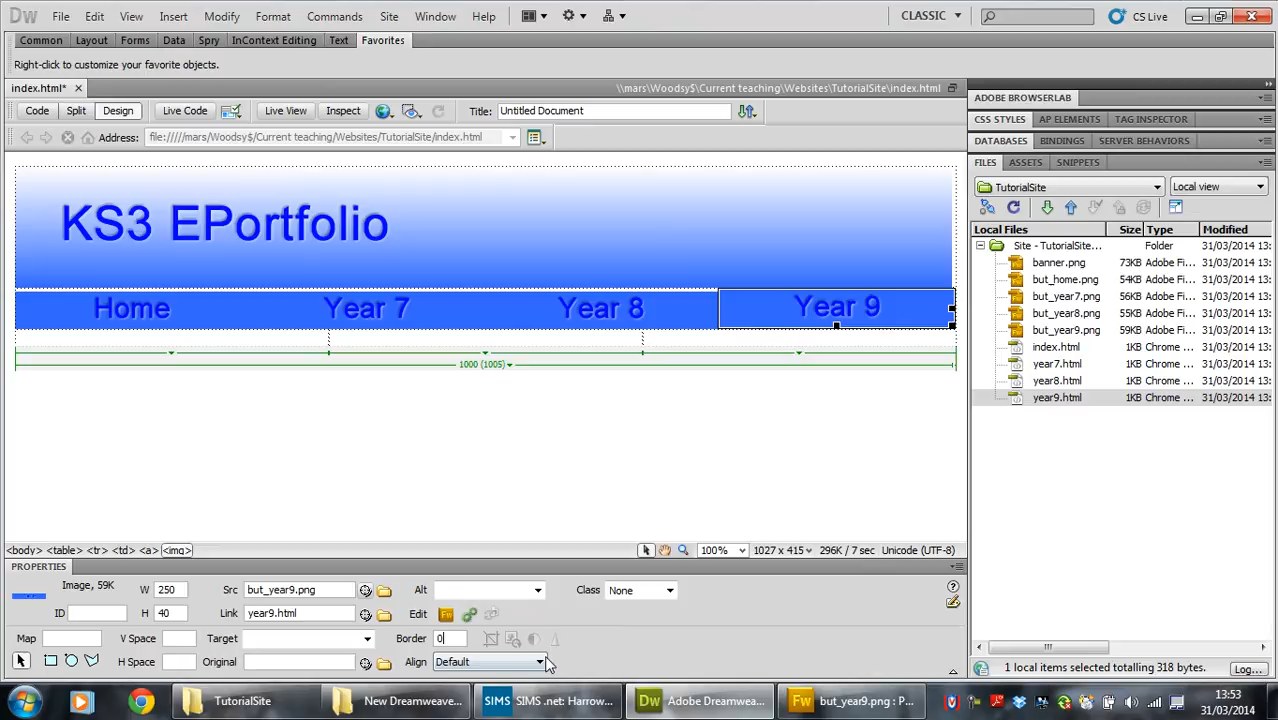 Dw File Edit View Insert Modify Format Commands Site Window Help CLASSIC CS Live
Common Layout Forms Data Spry InContext Editing Text Favorites
Right-click to customize your favorite objects.
index.html* \\mars\Woodsy$\Current teaching\Websites\TutorialSite\index.html
Code Split Design Live Code Live View Inspect Title: Untitled Document
Address: file://///mars/Woodsy$/Current teaching/Websites/TutorialSite/index.html
KS3 EPortfolio
Home Year 7 Year 8 Year 9
1000 (1005)
<body> <table> <tr> <td> <a> <img> 100% 1027 x 415 296K / 7 sec Unicode (UTF-8)
PROPERTIES
Image, 59K W 250 Src but_year9.png Alt Class None
ID H 40 Link year9.html Edit Fw
Map V Space Target Border 0
H Space Original Align Default
ADOBE BROWSERLAB
CSS STYLES AP ELEMENTS TAG INSPECTOR
DATABASES BINDINGS SERVER BEHAVIORS
FILES ASSETS SNIPPETS
TutorialSite Local view
Local Files Size Type Modified
Site - TutorialSite... Folder 31/03/2014 13:
banner.png 73KB Adobe Fi... 31/03/2014 13:
but_home.png 54KB Adobe Fi... 31/03/2014 13:
but_year7.png 56KB Adobe Fi... 31/03/2014 13:
but_year8.png 55KB Adobe Fi... 31/03/2014 13:
but_year9.png 59KB Adobe Fi... 31/03/2014 13:
index.html 1KB Chrome ... 31/03/2014 13:
year7.html 1KB Chrome ... 31/03/2014 13:
year8.html 1KB Chrome ... 31/03/2014 13:
year9.html 1KB Chrome ... 31/03/2014 13:
1 local items selected totalling 318 bytes. Log...
TutorialSite New Dreamweave... SIMS SIMS .net: Harrow... Dw Adobe Dreamwea... Fw but_year9.png : P...
13:53
31/03/2014